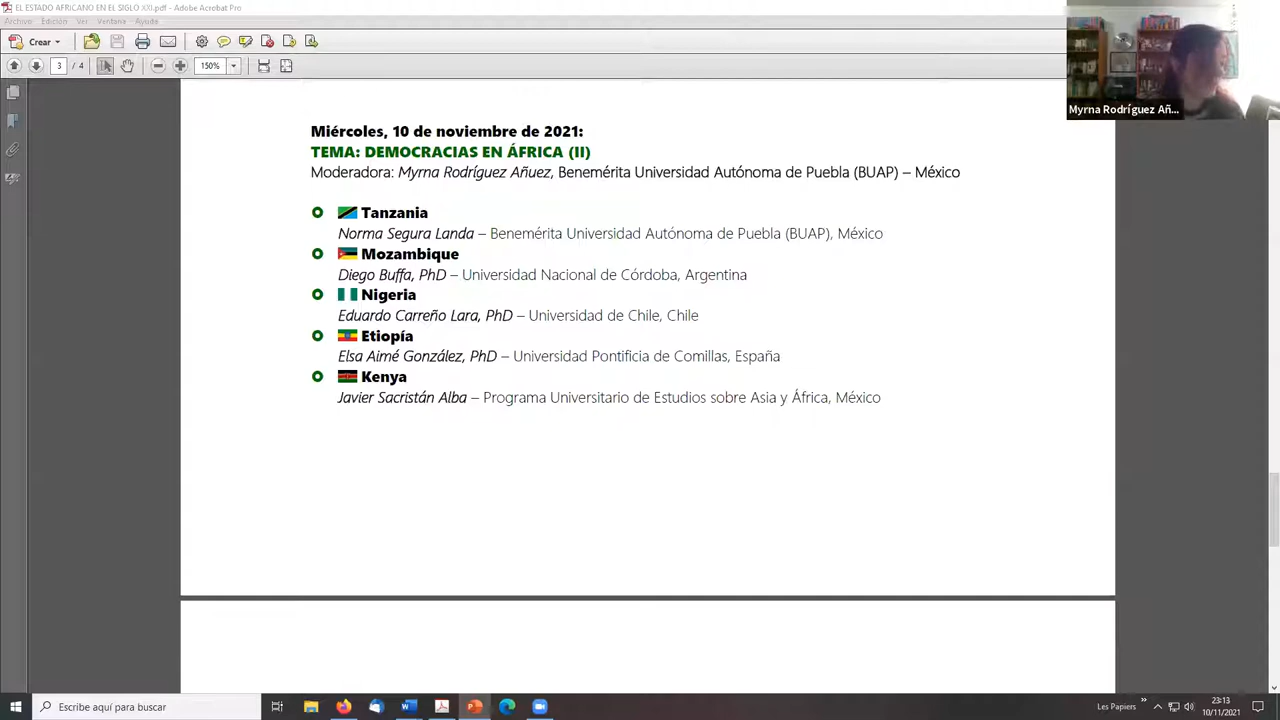 EL ESTADO AFRICANO EN EL SIGLO XXI.pdf - Adobe Acrobat Pro
Archivo Edición Ver Ventana Ayuda
Crear
3 / 4
150%
Myrna Rodríguez Añ...
Miércoles, 10 de noviembre de 2021:
TEMA: DEMOCRACIAS EN ÁFRICA (II)
Moderadora: Myrna Rodríguez Añuez, Benemérita Universidad Autónoma de Puebla (BUAP) – México
Tanzania
Norma Segura Landa – Benemérita Universidad Autónoma de Puebla (BUAP), México
Mozambique
Diego Buffa, PhD – Universidad Nacional de Córdoba, Argentina
Nigeria
Eduardo Carreño Lara, PhD – Universidad de Chile, Chile
Etiopía
Elsa Aimé González, PhD – Universidad Pontificia de Comillas, España
Kenya
Javier Sacristán Alba – Programa Universitario de Estudios sobre Asia y África, México
Escribe aquí para buscar
Les Papiers
23:13
10/11/2021